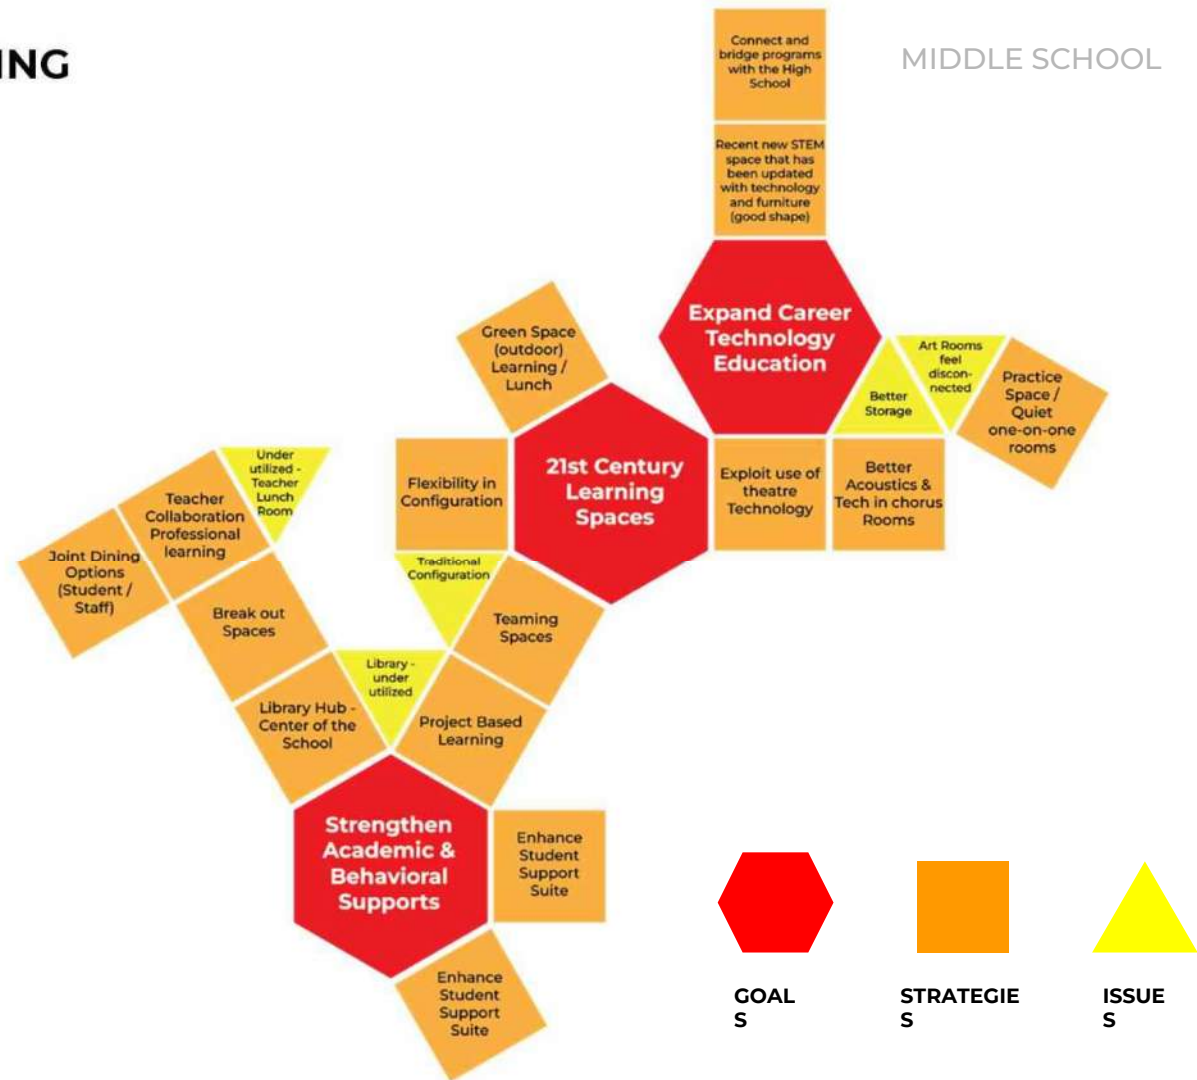 ING
MIDDLE SCHOOL
Connect and
bridge programs
with the High
School
Recent new STEM
space that has
been updated
with technology
and furniture
(good shape)
Expand Career
Technology
Education
Green Space
(outdoor)
Learning /
Lunch
Art Rooms
feel
discon-
nected
Better
Storage
Practice
Space /
Quiet
one-on-one
rooms
Flexibility in
Configuration
21st Century
Learning
Spaces
Exploit use of
theatre
Technology
Better
Acoustics &
Tech in chorus
Rooms
Under
utilized -
Teacher
Lunch
Room
Teacher
Collaboration
Professional
learning
Joint Dining
Options
(Student /
Staff)
Traditional
Configuration
Break out
Spaces
Teaming
Spaces
Library -
under
utilized
Library Hub -
Center of the
School
Project Based
Learning
Strengthen
Academic &
Behavioral
Supports
Enhance
Student
Support
Suite
Enhance
Student
Support
Suite
GOAL
S
STRATEGIE
S
ISSUE
S